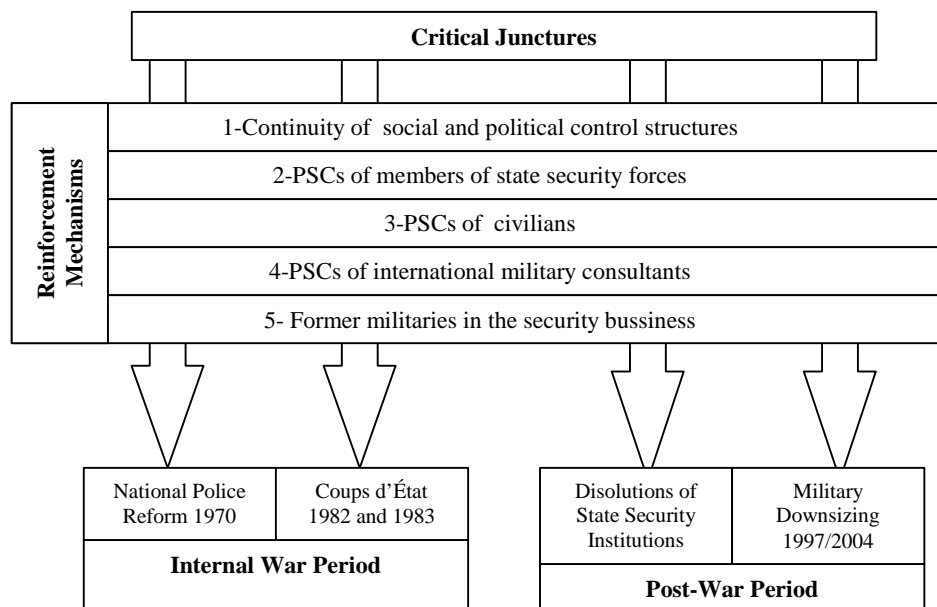 Critical Junctures
Reinforcement
Mechanisms
1-Continuity of social and political control structures
2-PSCs of members of state security forces
3-PSCs of civilians
4-PSCs of international military consultants
5- Former militaries in the security bussiness
National Police
Reform 1970
Coups d’État
1982 and 1983
Internal War Period
Disolutions of
State Security
Institutions
Military
Downsizing
1997/2004
Post-War Period